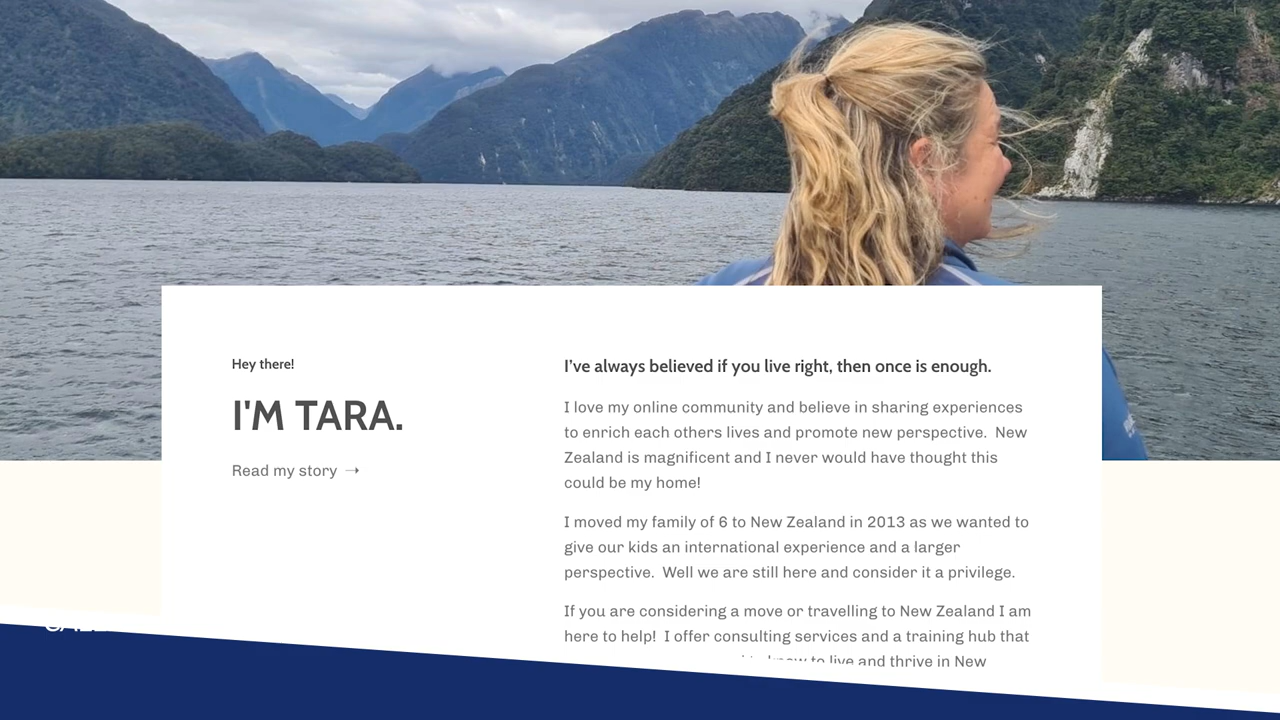 Hey there!
I'M TARA.
Read my story →
I've always believed if you live right, then once is enough.
I love my online community and believe in sharing experiences
to enrich each others lives and promote new perspective.  New
Zealand is magnificent and I never would have thought this
could be my home!
I moved my family of 6 to New Zealand in 2013 as we wanted to
give our kids an international experience and a larger
perspective.  Well we are still here and consider it a privilege.
If you are considering a move or travelling to New Zealand I am
here to help!  I offer consulting services and a training hub that
to live and thrive in New